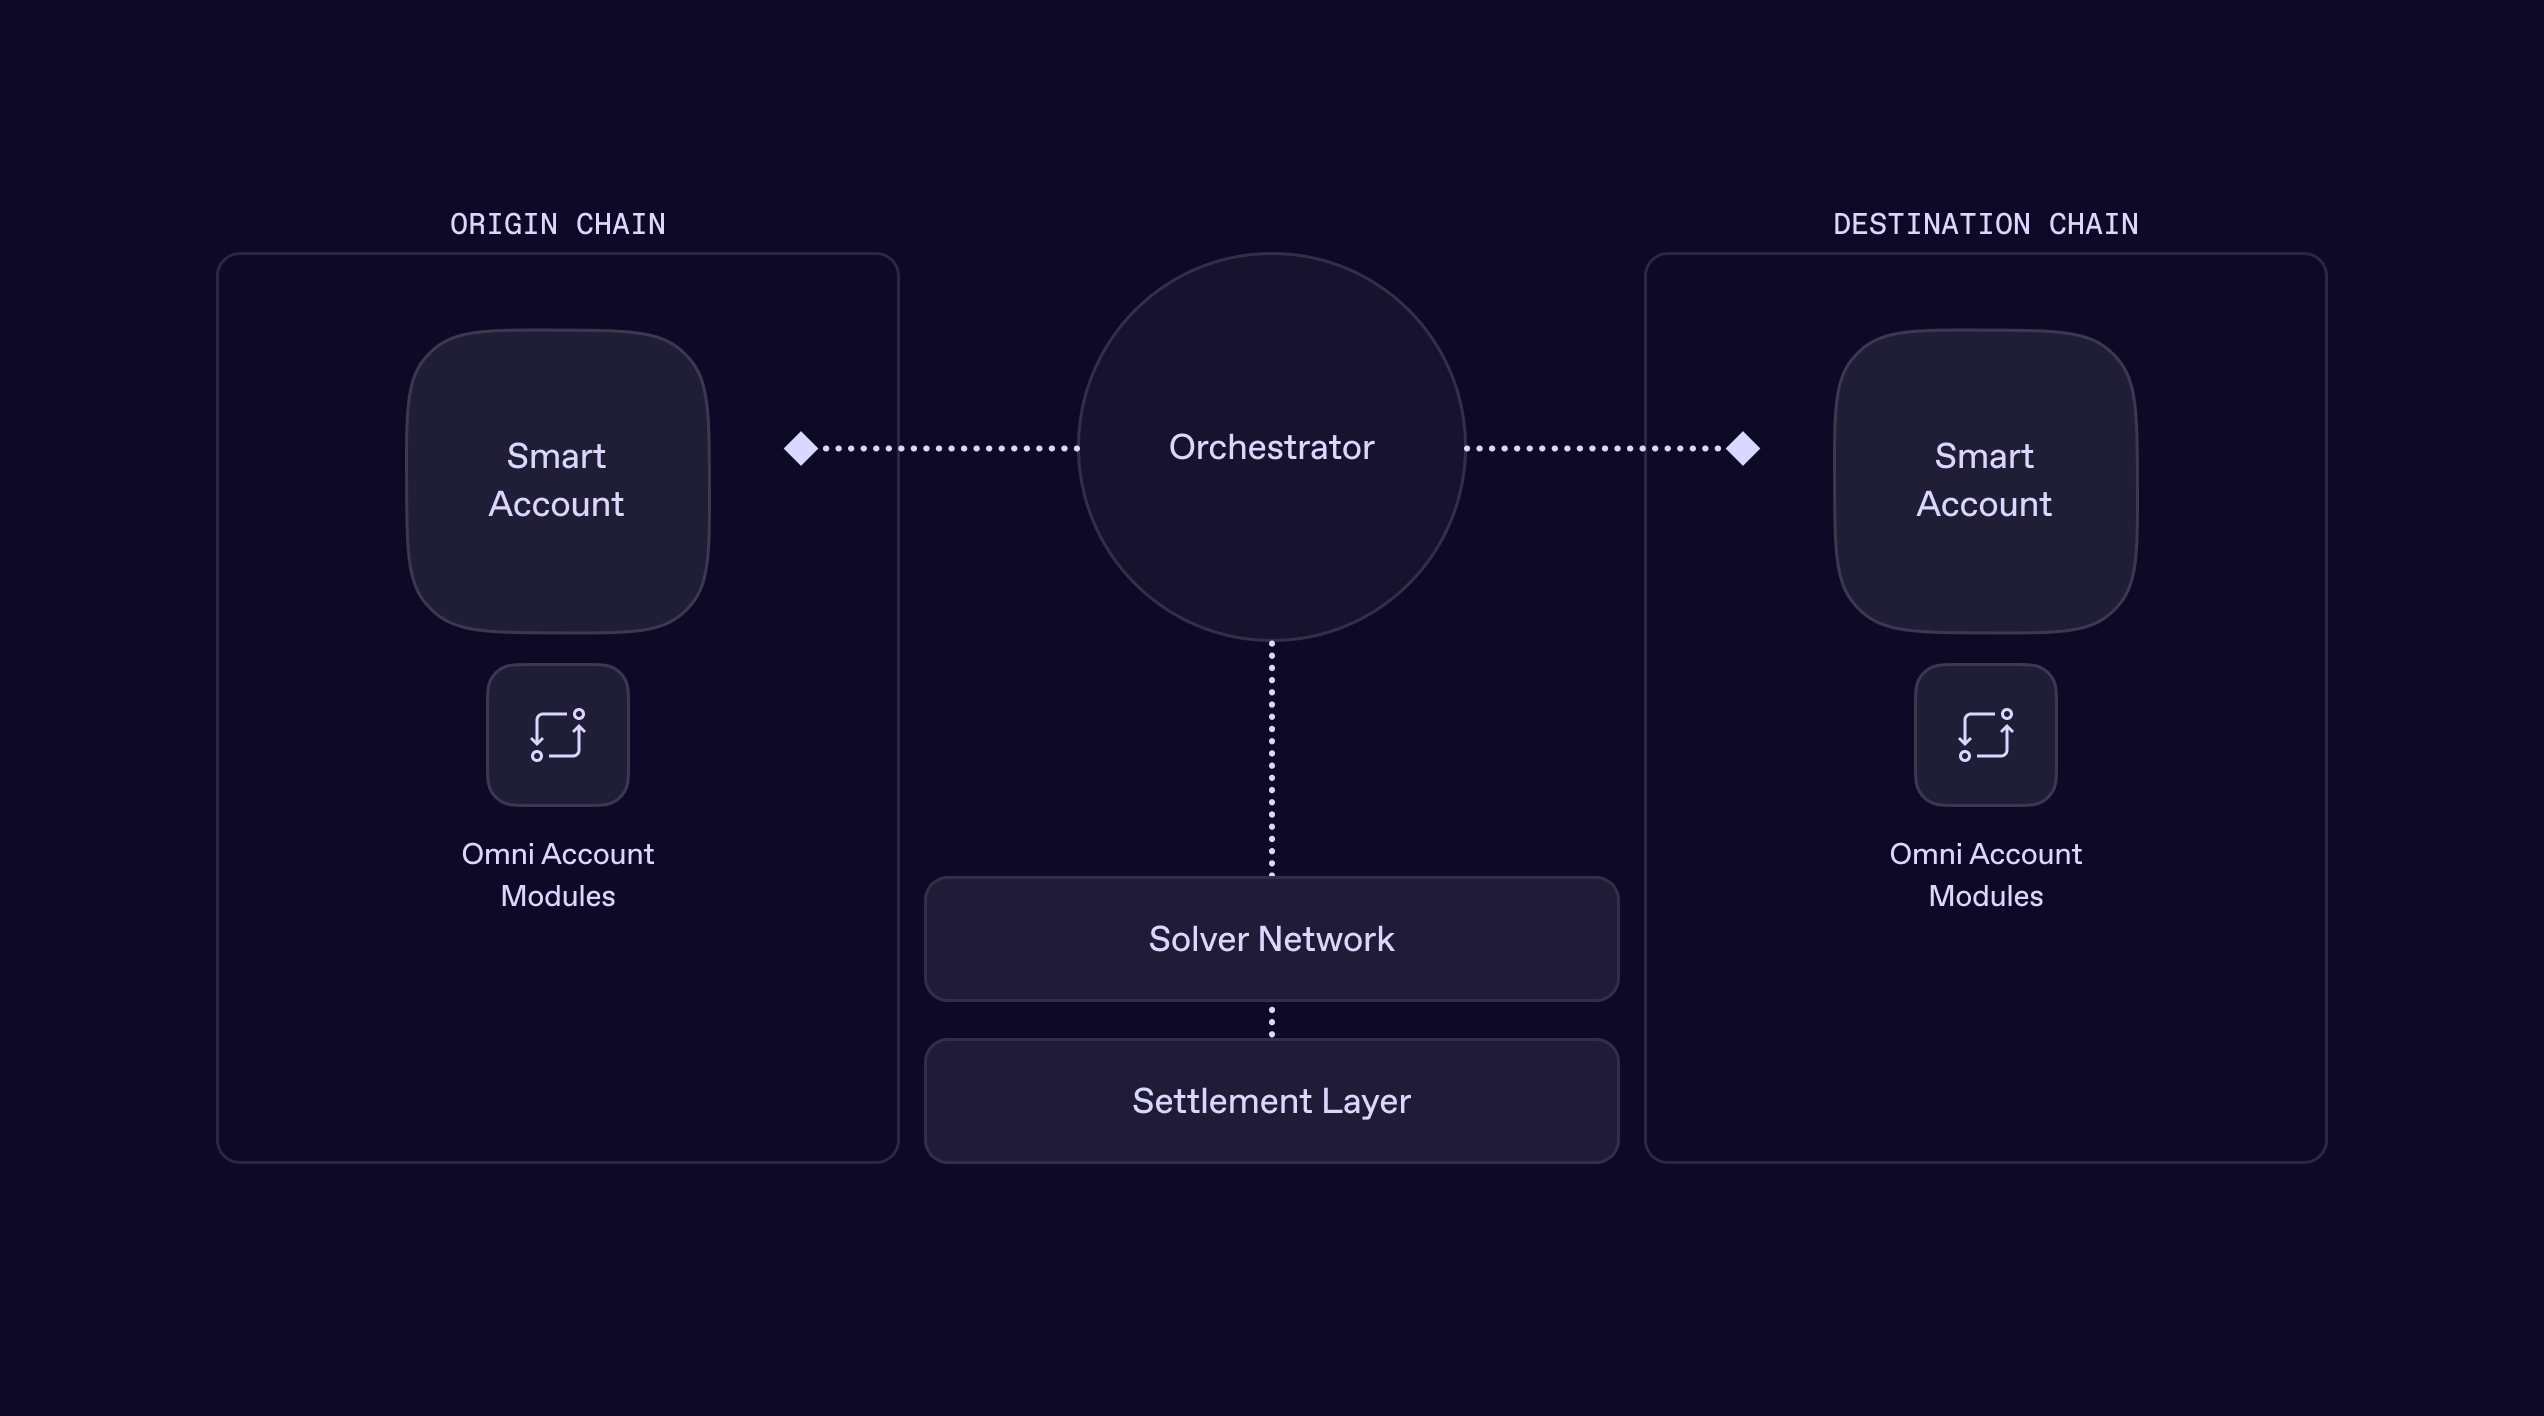 ORIGIN CHAIN
Smart
Account
Omni Account
Modules
Orchestrator
Solver Network
Settlement Layer
DESTINATION CHAIN
Smart
Account
Omni Account
Modules